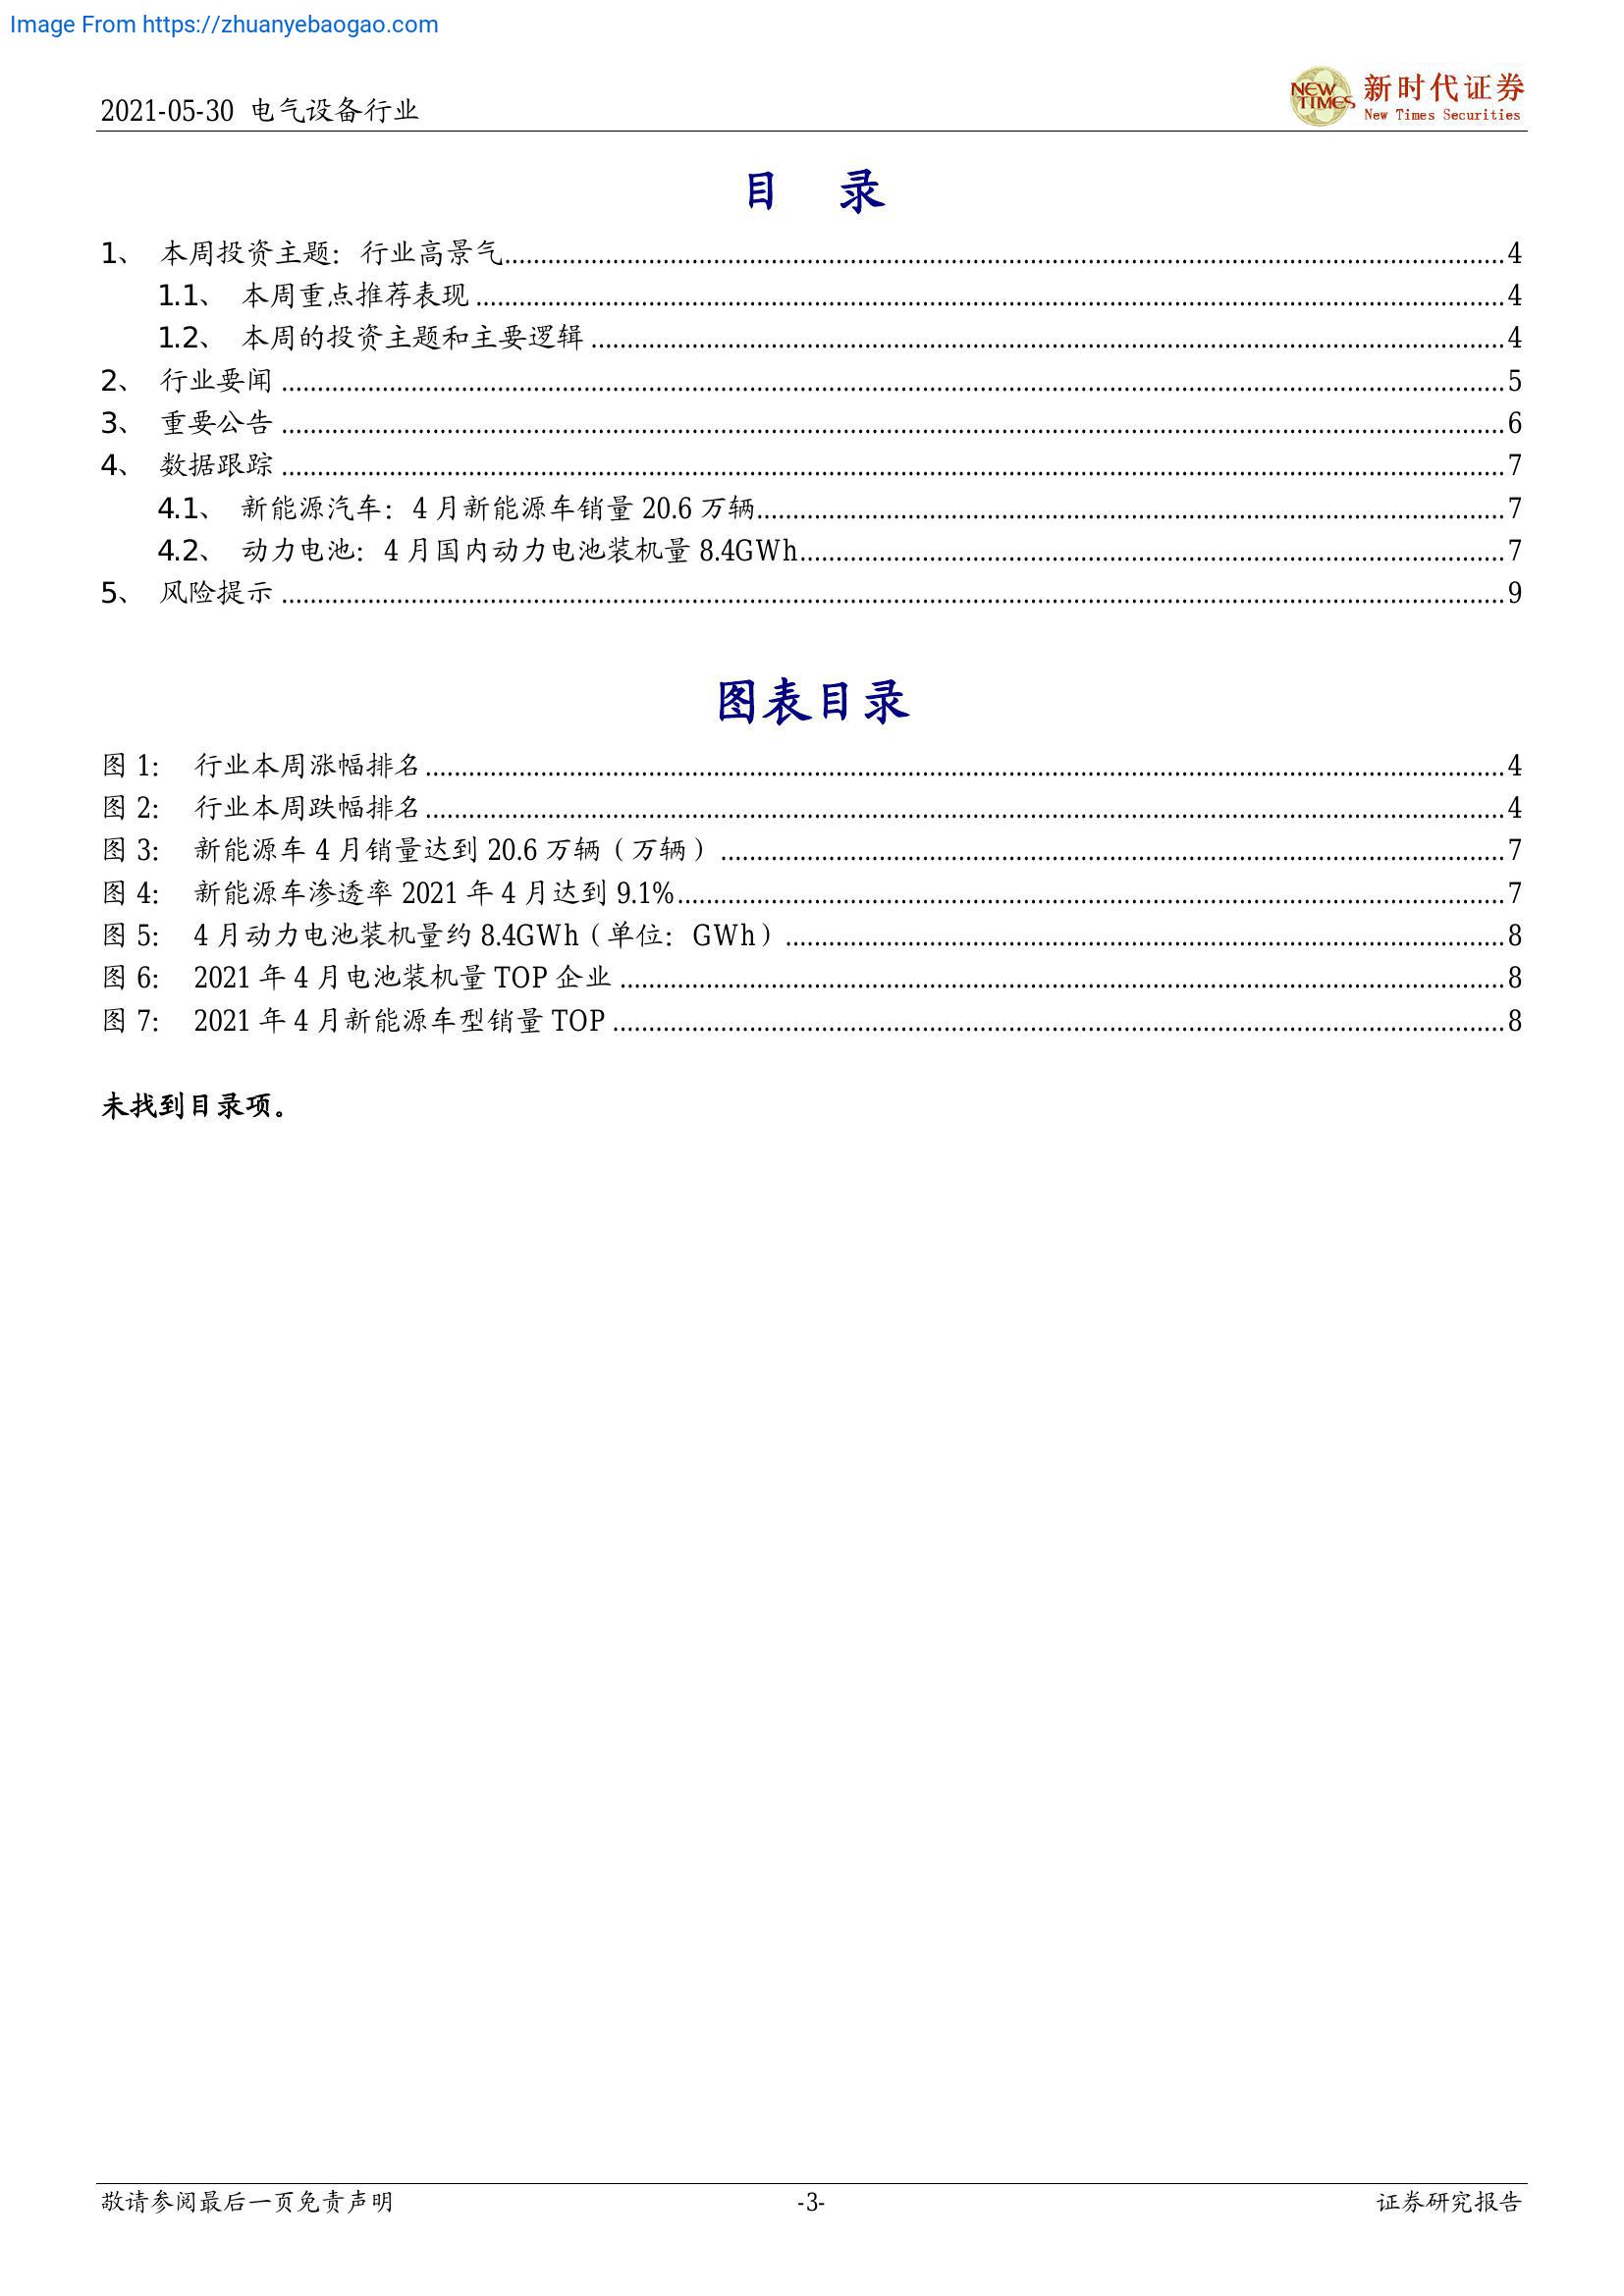 Image From https://zhuanyebaogao.com
2021-05-30 电气设备行业
NEW TIMES
新时代证券
New Times Securities
目 录
1、 本周投资主题：行业高景气 4
1.1、 本周重点推荐表现 4
1.2、 本周的投资主题和主要逻辑 4
2、 行业要闻 5
3、 重要公告 6
4、 数据跟踪 7
4.1、 新能源汽车：4 月新能源车销量 20.6 万辆 7
4.2、 动力电池：4 月国内动力电池装机量 8.4GWh 7
5、 风险提示 9
图表目录
图 1： 行业本周涨幅排名 4
图 2： 行业本周跌幅排名 4
图 3： 新能源车 4 月销量达到 20.6 万辆（万辆） 7
图 4： 新能源车渗透率 2021 年 4 月达到 9.1% 7
图 5： 4 月动力电池装机量约 8.4GWh（单位：GWh） 8
图 6： 2021 年 4 月电池装机量 TOP 企业 8
图 7： 2021 年 4 月新能源车型销量 TOP 8
未找到目录项。
敬请参阅最后一页免责声明 -3- 证券研究报告